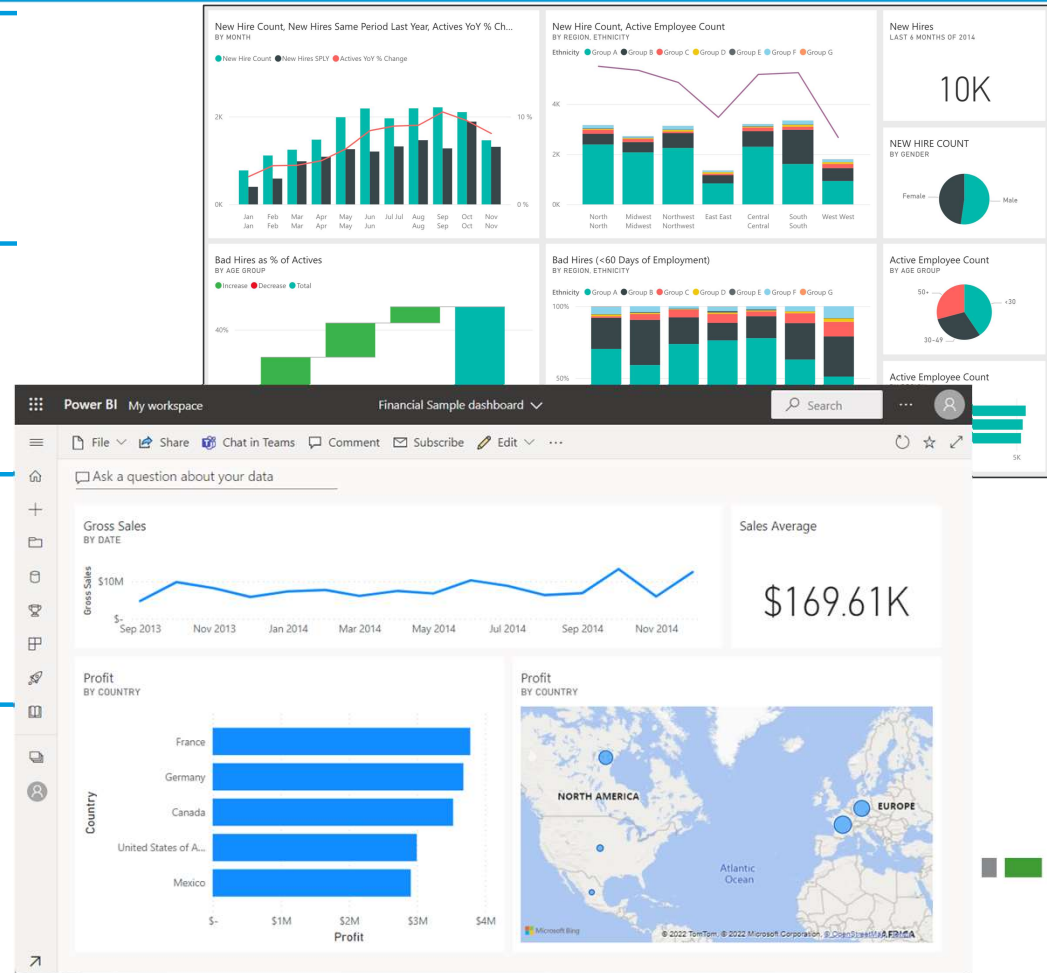 New Hire Count, New Hires Same Period Last Year, Actives YoY % Ch...
BY MONTH
New Hire Count New Hires SPLY Actives YoY % Change
2K
10 %
0K
0 %
Jan Feb Mar Apr May Jun Jul Jul Aug Sep Oct Nov
Jan Feb Mar Apr May Jun Aug Sep Oct Nov
New Hire Count, Active Employee Count
BY REGION, ETHNICITY
Ethnicity Group A Group B Group C Group D Group E Group F Group G
4K
2K
0K
North Midwest Northwest East East Central South West West
North Midwest Northwest Central South
New Hires
LAST 6 MONTHS OF 2014
10K
NEW HIRE COUNT
BY GENDER
Female
Male
Bad Hires as % of Actives
BY AGE GROUP
Increase Decrease Total
40%
Bad Hires (<60 Days of Employment)
BY REGION, ETHNICITY
Ethnicity Group A Group B Group C Group D Group E Group F Group G
100%
50%
Active Employee Count
BY AGE GROUP
50+
<30
30-49
Active Employee Count
5K
Power BI My workspace
Financial Sample dashboard
Search
File Share Chat in Teams Comment Subscribe Edit
Ask a question about your data
Gross Sales
BY DATE
Gross Sales
$10M
$-
Sep 2013 Nov 2013 Jan 2014 Mar 2014 May 2014 Jul 2014 Sep 2014 Nov 2014
Sales Average
$169.61K
Profit
BY COUNTRY
Country
France
Germany
Canada
United States of A...
Mexico
$- $1M $2M $3M $4M
Profit
Profit
BY COUNTRY
NORTH AMERICA
EUROPE
Atlantic
Ocean
AFRICA
Microsoft Bing
© 2022 TomTom, © 2022 Microsoft Corporation, © OpenStreetMap